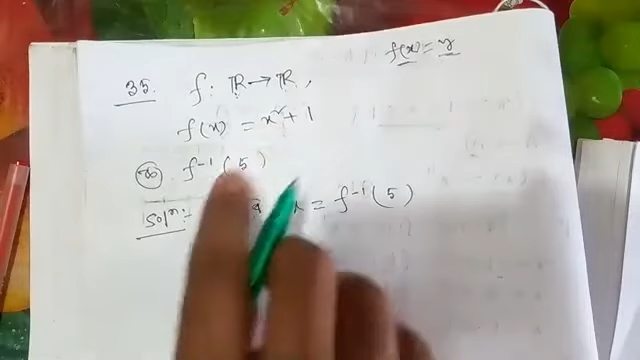 f(x) = y
35. f: ℝ → ℝ,
f(x) = x² + 1
f⁻¹(5)
Solⁿ:- x = f⁻¹(5)